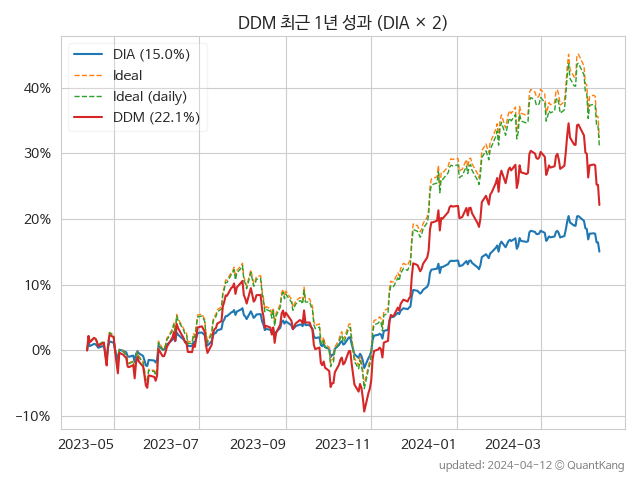 DDM 최근 1년 성과 (DIA × 2)
DIA (15.0%)
Ideal
Ideal (daily)
DDM (22.1%)
40%
30%
20%
10%
0%
−10%
2023-05 2023-07 2023-09 2023-11 2024-01 2024-03
updated: 2024-04-12 © QuantKang